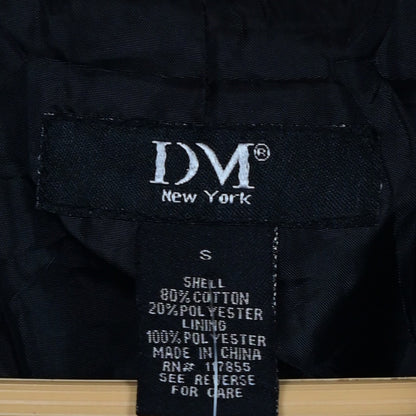 DM®
New York
S
SHELL
80% COTTON
20% POLYESTER
LINING
100% POLYESTER
MADE IN CHINA
RN# 117855
SEE REVERSE
FOR CARE